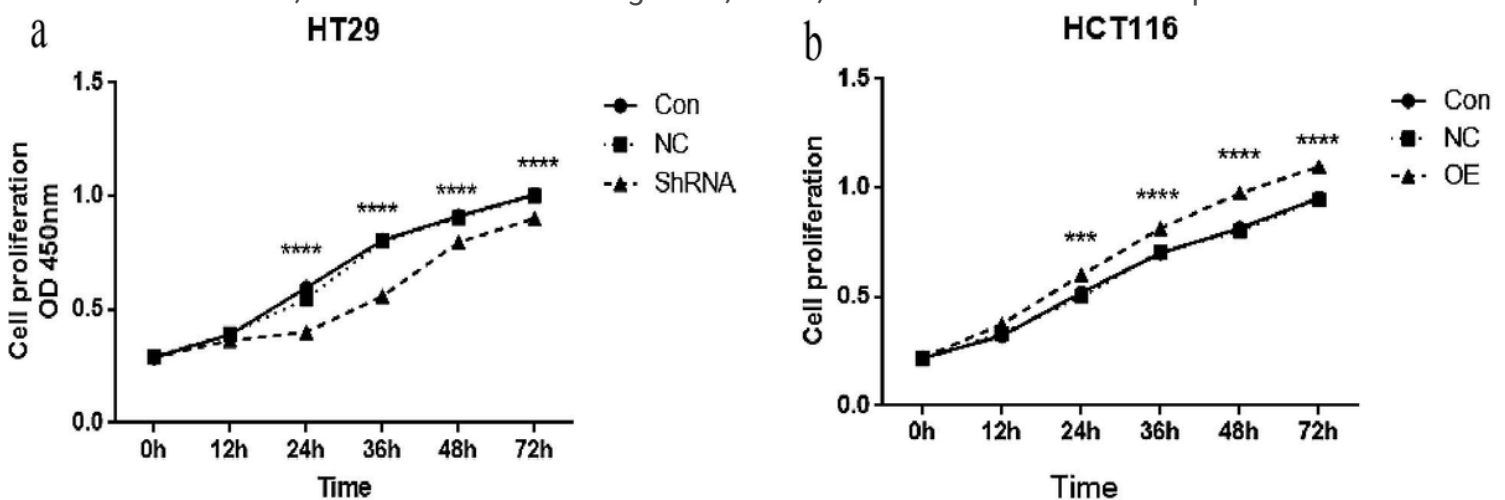 a
HT29
Cell proliferation
OD 450nm
1.5
1.0
0.5
0.0
0h 12h 24h 36h 48h 72h
Time
****
****
****
****
Con
NC
ShRNA
b
HCT116
Cell proliferation
1.5
1.0
0.5
0.0
0h 12h 24h 36h 48h 72h
Time
***
****
****
****
Con
NC
OE